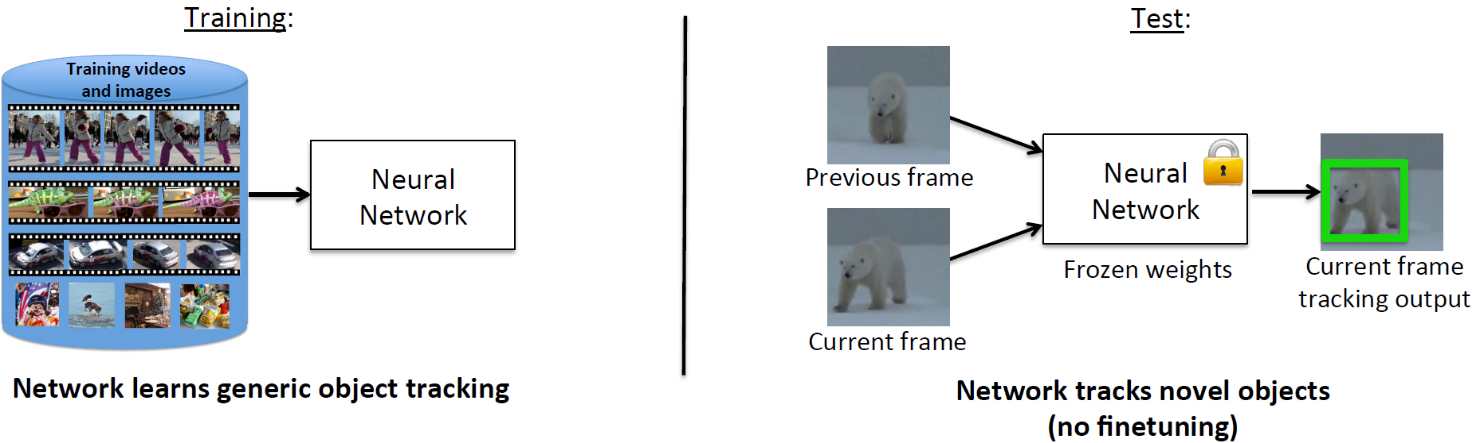 Training:
Training videos
and images
Neural
Network
Network learns generic object tracking
Test:
Previous frame
Current frame
Neural
Network
Frozen weights
Current frame
tracking output
Network tracks novel objects
(no finetuning)